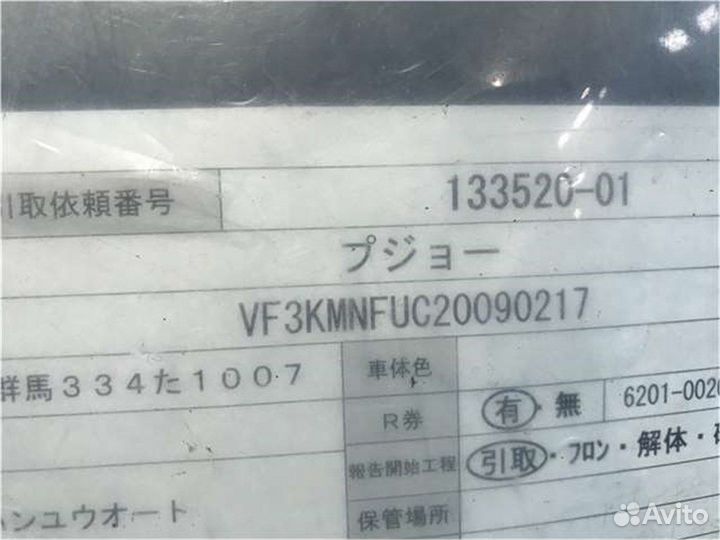 引取依頼番号 133520-01
プジョー
VF3KMNFUC20090217
群馬334た1007 車体色
R券 有・無 6201-0020
報告開始工程 引取・フロン・解体・
ンユウオート 保管場所
Avito